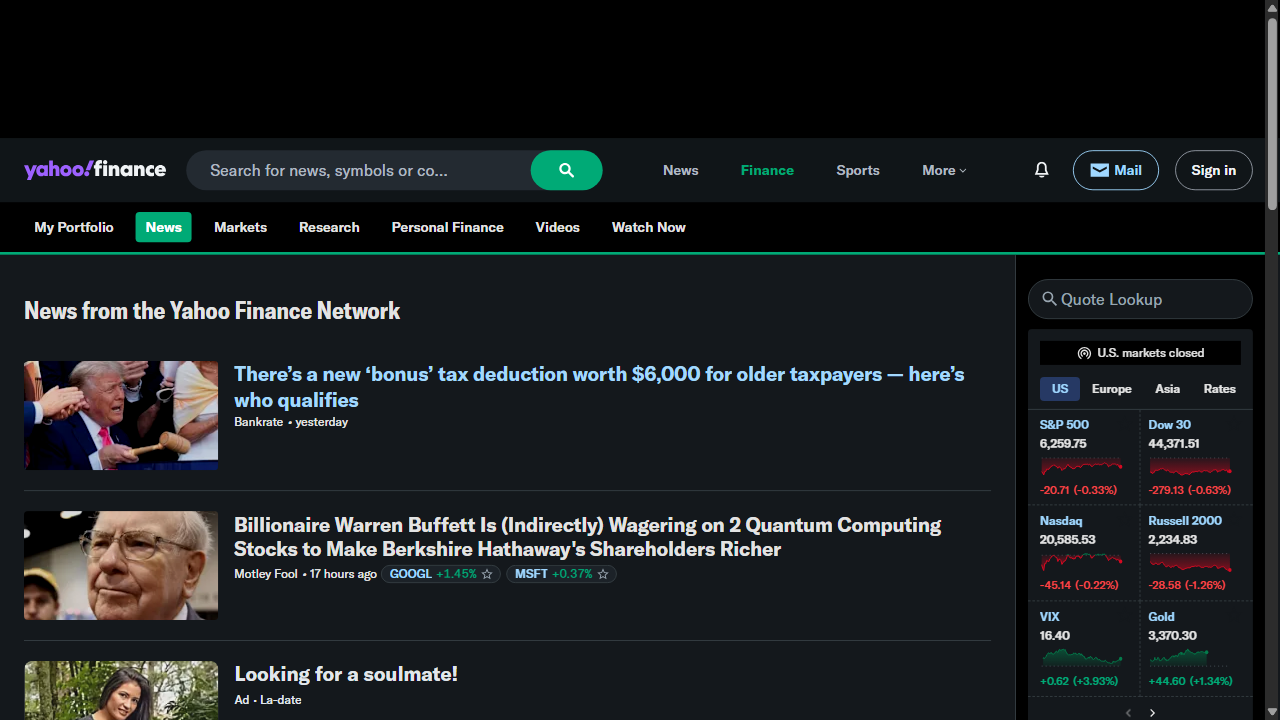 yahoo!finance
Search for news, symbols or co...
News
Finance
Sports
More
Mail
Sign in
My Portfolio
News
Markets
Research
Personal Finance
Videos
Watch Now
News from the Yahoo Finance Network
There's a new 'bonus' tax deduction worth $6,000 for older taxpayers — here's
who qualifies
Bankrate • yesterday
Billionaire Warren Buffett Is (Indirectly) Wagering on 2 Quantum Computing
Stocks to Make Berkshire Hathaway's Shareholders Richer
Motley Fool • 17 hours ago GOOGL +1.45% MSFT +0.37%
Looking for a soulmate!
Ad • La-date
Quote Lookup
U.S. markets closed
US Europe Asia Rates
S&P 500
6,259.75
-20.71 (-0.33%)
Dow 30
44,371.51
-279.13 (-0.63%)
Nasdaq
20,585.53
-45.14 (-0.22%)
Russell 2000
2,234.83
-28.58 (-1.26%)
VIX
16.40
+0.62 (+3.93%)
Gold
3,370.30
+44.60 (+1.34%)